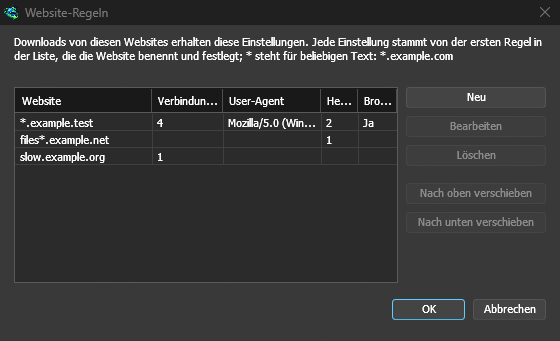 Website-Regeln
Downloads von diesen Websites erhalten diese Einstellungen. Jede Einstellung stammt von der ersten Regel in
der Liste, die die Website benennt und festlegt; * steht für beliebigen Text: *.example.com
Website Verbindun... User-Agent He... Bro...
*.example.test 4 Mozilla/5.0 (Win... 2 Ja
files*.example.net 1
slow.example.org 1
Neu
Bearbeiten
Löschen
Nach oben verschieben
Nach unten verschieben
OK Abbrechen